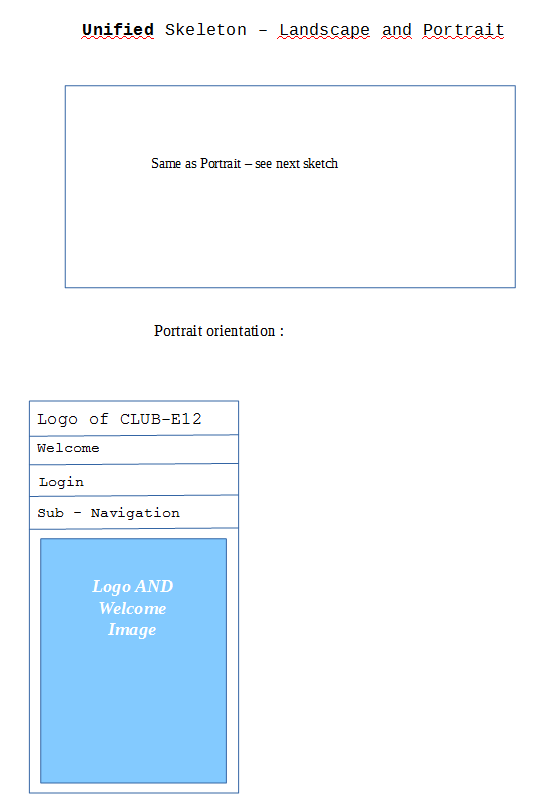 Unified Skeleton – Landscape and Portrait
Same as Portrait – see next sketch
Portrait orientation :
Logo of CLUB-E12
Welcome
Login
Sub - Navigation
Logo AND
Welcome
Image